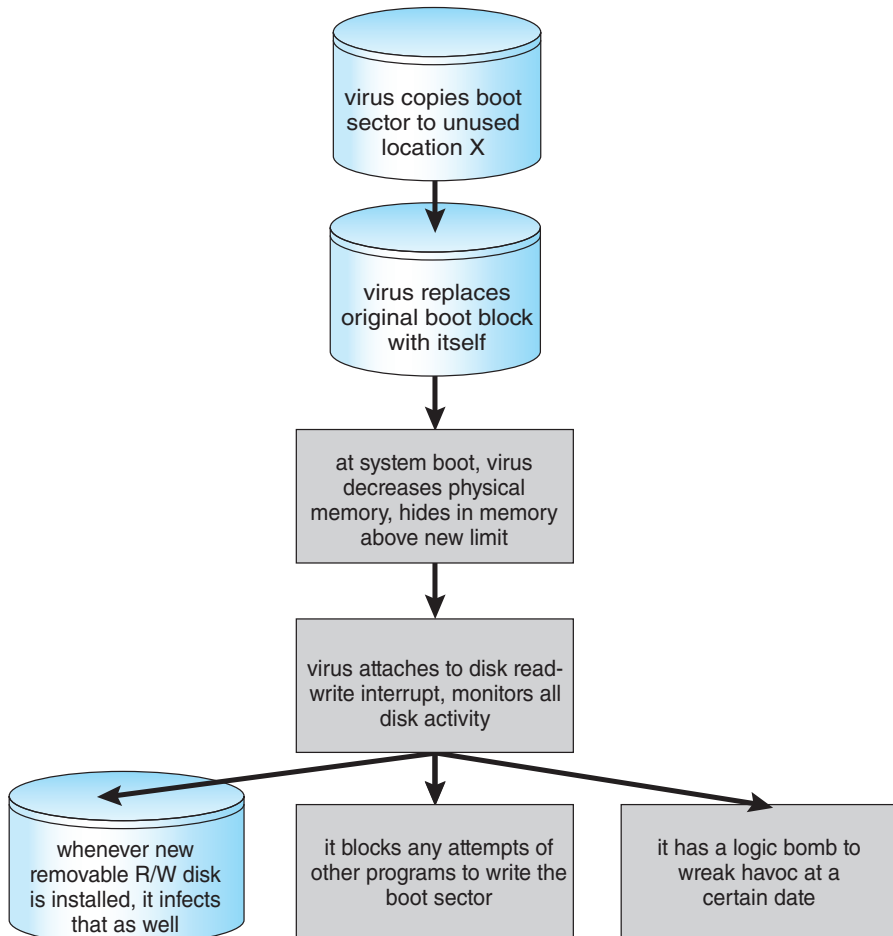 virus copies boot
sector to unused
location X
virus replaces
original boot block
with itself
at system boot, virus
decreases physical
memory, hides in memory
above new limit
virus attaches to disk read-
write interrupt, monitors all
disk activity
whenever new
removable R/W disk
is installed, it infects
that as well
it blocks any attempts of
other programs to write the
boot sector
it has a logic bomb to
wreak havoc at a
certain date